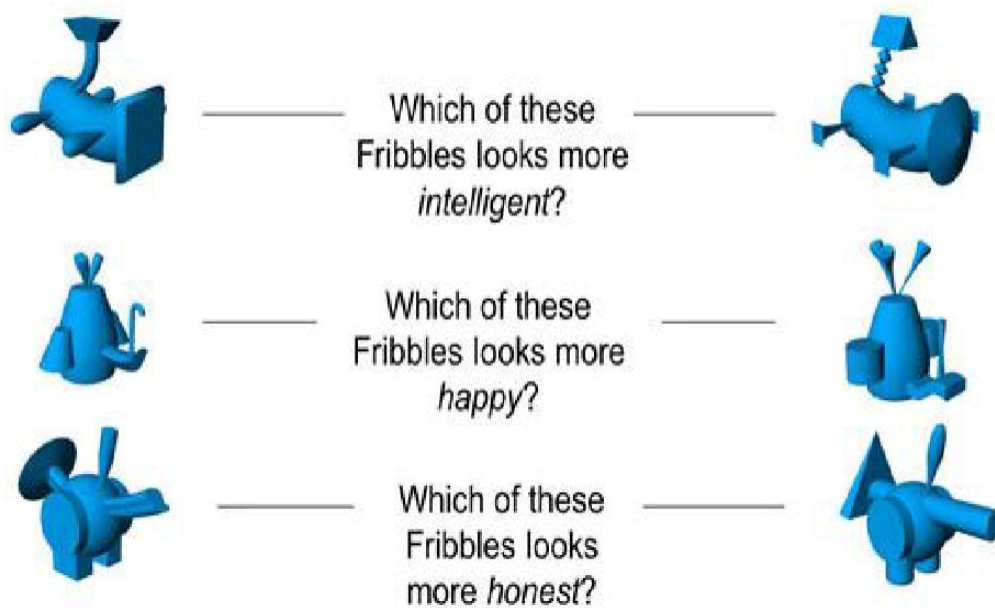 Which of these
Fribbles looks more
intelligent?
Which of these
Fribbles looks more
happy?
Which of these
Fribbles looks
more honest?